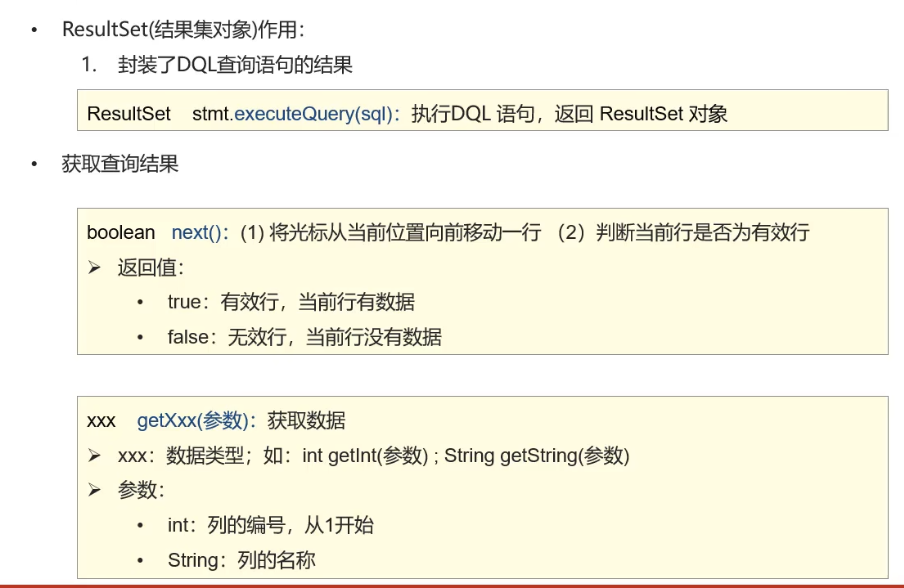 • ResultSet(结果集对象)作用：
1. 封装了DQL查询语句的结果
ResultSet stmt.executeQuery(sql)：执行DQL 语句，返回 ResultSet 对象
• 获取查询结果
boolean next()：(1) 将光标从当前位置向前移动一行 （2）判断当前行是否为有效行
➢ 返回值：
• true：有效行，当前行有数据
• false：无效行，当前行没有数据
xxx getXxx(参数)：获取数据
➢ xxx：数据类型；如：int getInt(参数) ; String getString(参数)
➢ 参数：
• int：列的编号，从1开始
• String：列的名称